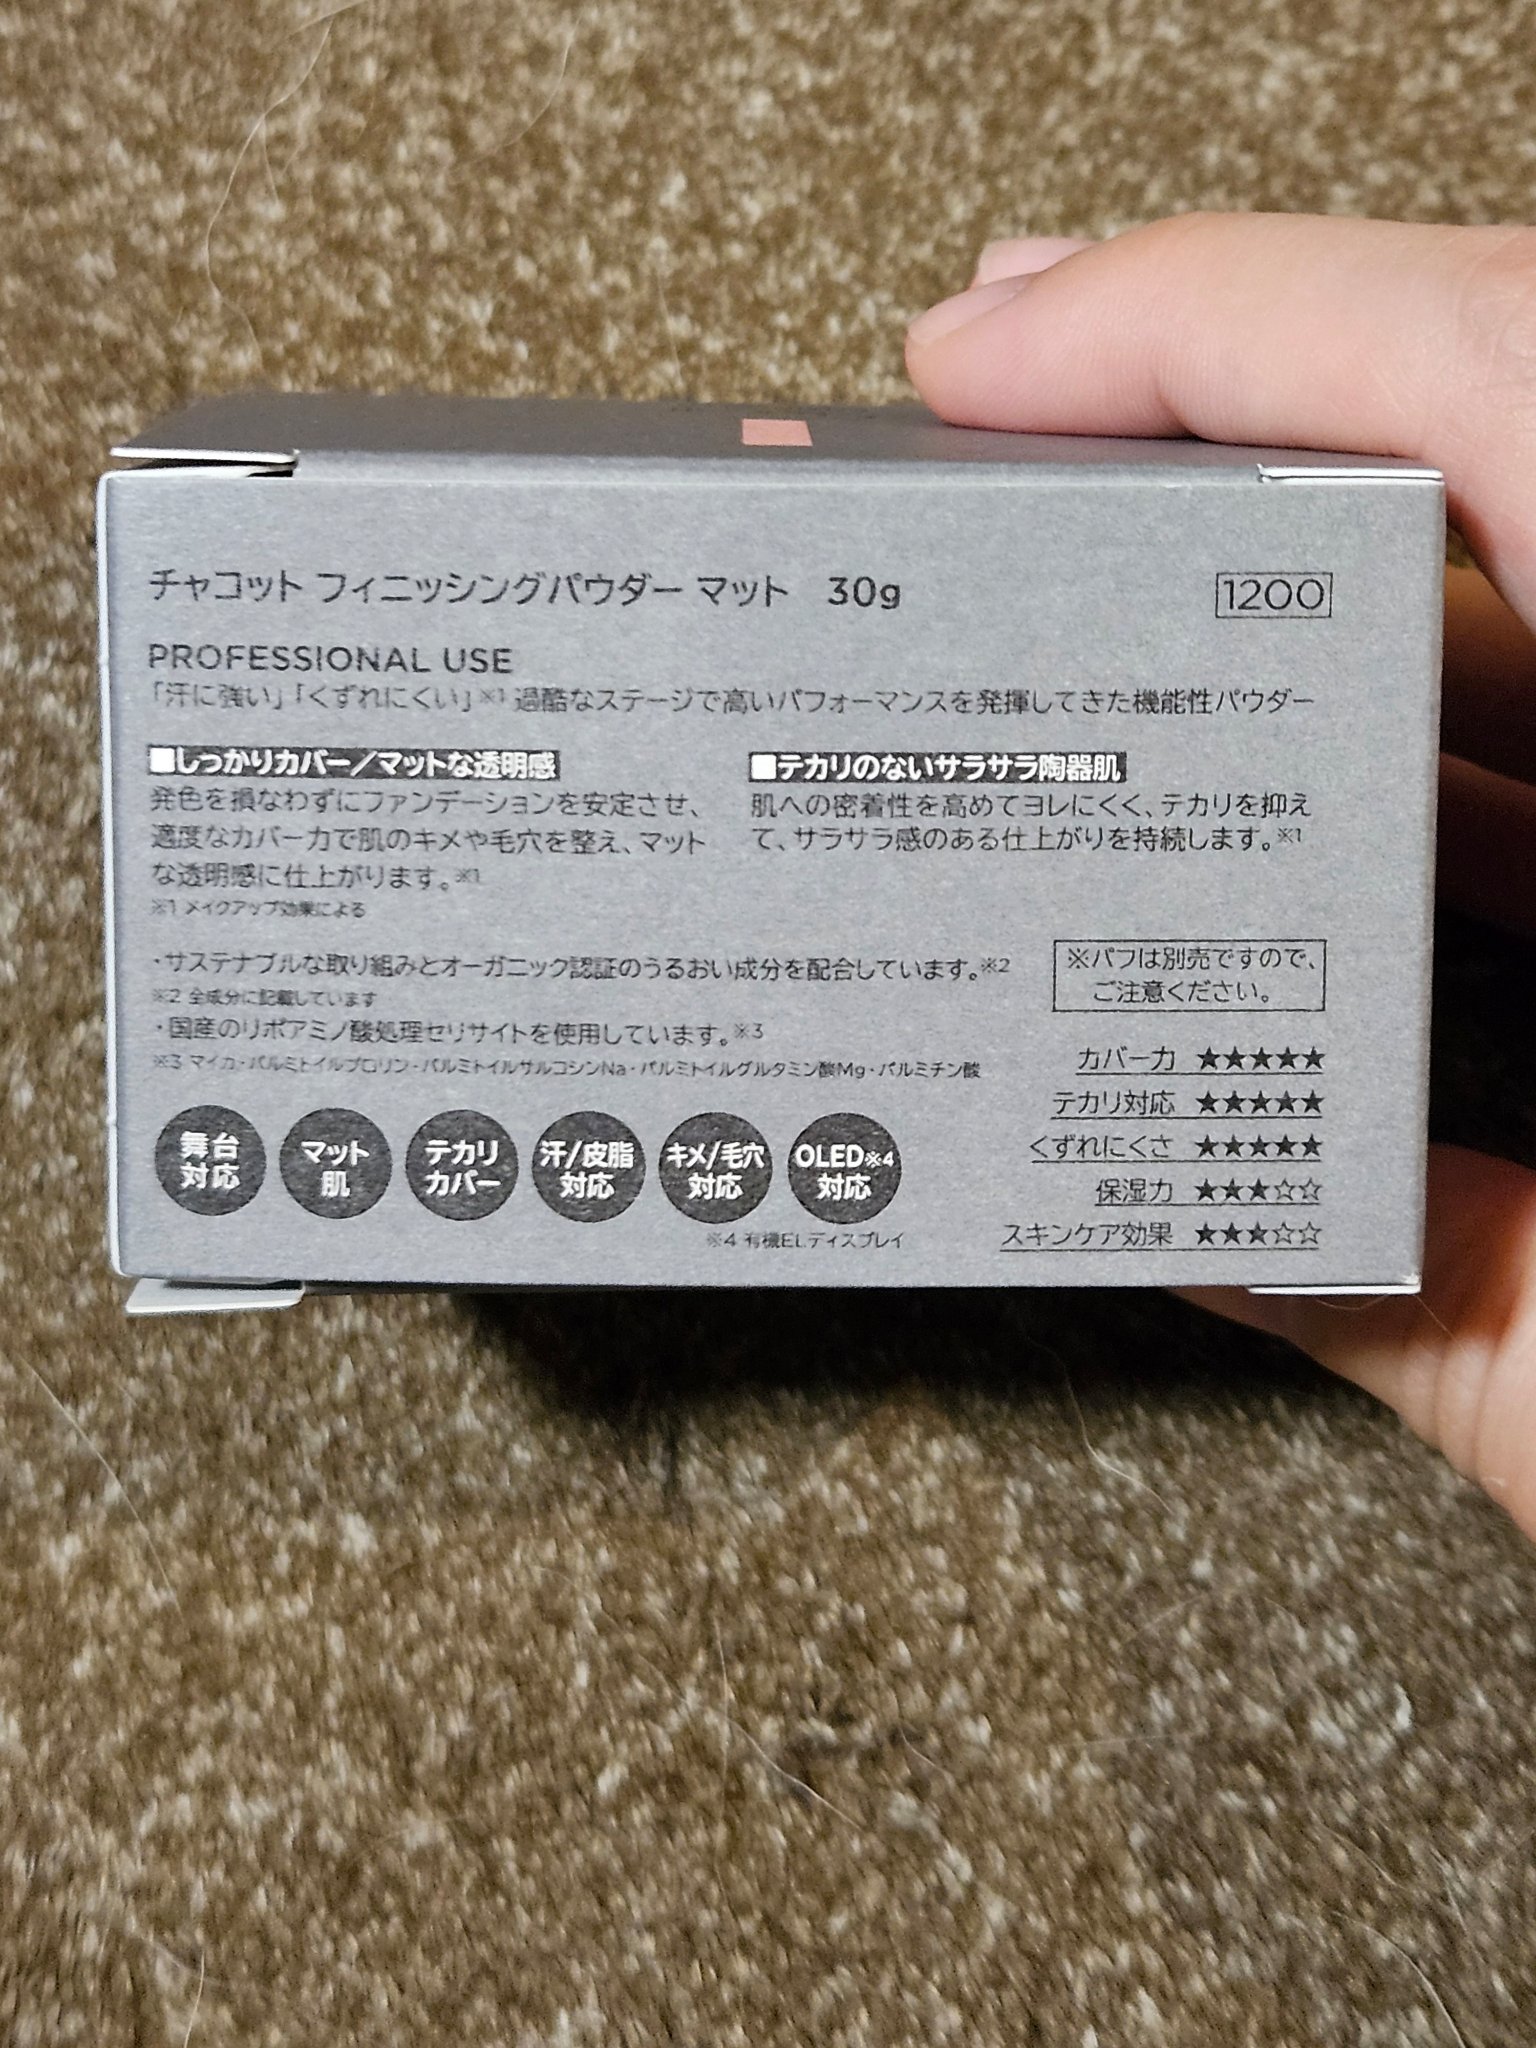 チャコット フィニッシングパウダー マット 30g
1200
PROFESSIONAL USE
「汗に強い」「くずれにくい」※1 過酷なステージで高いパフォーマンスを発揮してきた機能性パウダー
■しっかりカバー／マットな透明感
発色を損なわずにファンデーションを安定させ、
適度なカバー力で肌のキメや毛穴を整え、マット
な透明感に仕上がります。※1
※1 メイクアップ効果による
■テカリのないサラサラ陶器肌
肌への密着性を高めてヨレにくく、テカリを抑え
て、サラサラ感のある仕上がりを持続します。※1
・サステナブルな取り組みとオーガニック認証のうるおい成分を配合しています。※2
※2 全成分に記載しています
・国産のリポアミノ酸処理セリサイトを使用しています。※3
※3 マイカ・パルミトイルプロリン・パルミトイルサルコシンNa・パルミトイルグルタミン酸Mg・パルミチン酸
※パフは別売ですので、
ご注意ください。
舞台
対応
マット
肌
テカリ
カバー
汗/皮脂
対応
キメ/毛穴
対応
OLED※4
対応
※4 有機ELディスプレイ
カバー力 ★★★★★
テカリ対応 ★★★★★
くずれにくさ ★★★★★
保湿力 ★★★☆☆
スキンケア効果 ★★★☆☆